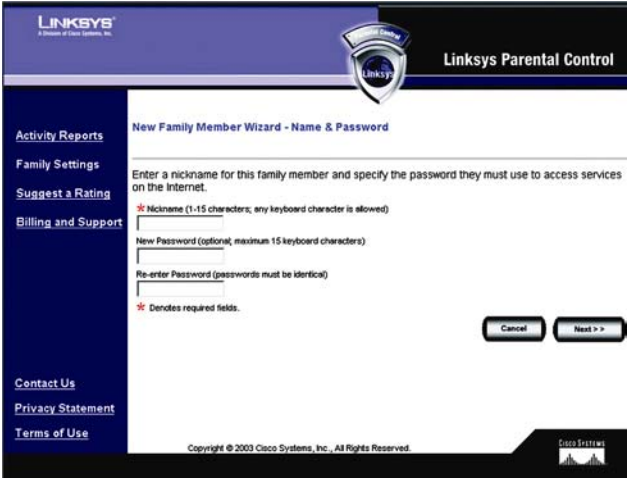 LINKSYS®
A Division of Cisco Systems, Inc.
Parental Control
Linksys
Linksys Parental Control
Activity Reports
Family Settings
Suggest a Rating
Billing and Support
Contact Us
Privacy Statement
Terms of Use
New Family Member Wizard - Name & Password
Enter a nickname for this family member and specify the password they must use to access services
on the Internet.
* Nickname (1-15 characters; any keyboard character is allowed)
New Password (optional; maximum 15 keyboard characters)
Re-enter Password (passwords must be identical)
* Denotes required fields.
Cancel
Next >>
Copyright © 2003 Cisco Systems, Inc., All Rights Reserved.
CISCO SYSTEMS